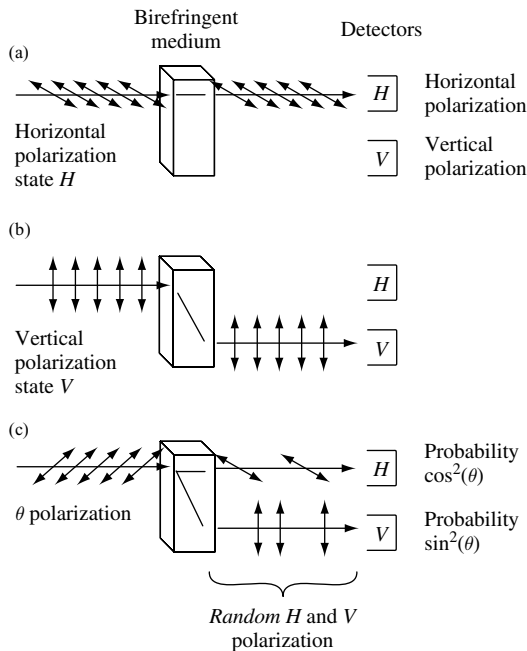 Birefringent
medium
Detectors
(a)
H
Horizontal
polarization
Horizontal
polarization
state H
V
Vertical
polarization
(b)
H
Vertical
polarization
state V
V
(c)
H
Probability
cos²(θ)
θ polarization
V
Probability
sin²(θ)
Random H and V
polarization